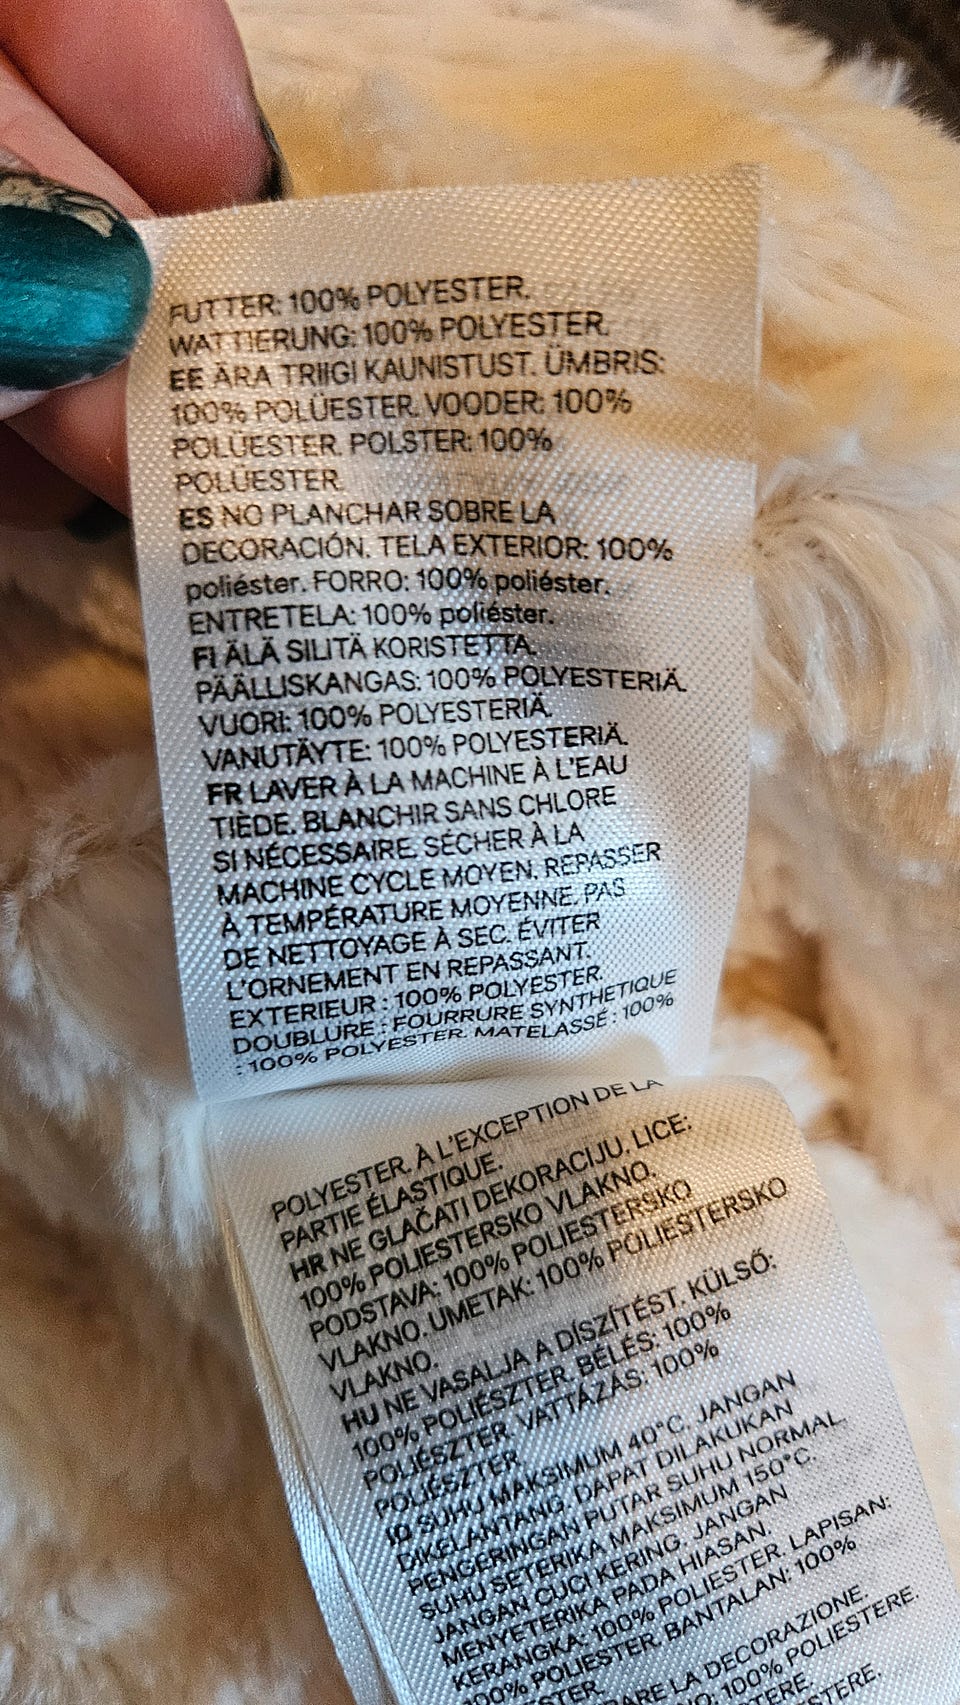 FUTTER: 100% POLYESTER.
WATTIERUNG: 100% POLYESTER.
EE ÄRA TRIIGI KAUNISTUST. ÜMBRIS:
100% POLÜESTER. VOODER: 100%
POLÜESTER. POLSTER: 100%
POLÜESTER.
ES NO PLANCHAR SOBRE LA
DECORACIÓN. TELA EXTERIOR: 100%
poliéster. FORRO: 100% poliéster.
ENTRETELA: 100% poliéster.
FI ÄLÄ SILITÄ KORISTETTA.
PÄÄLLISKANGAS: 100% POLYESTERIÄ.
VUORI: 100% POLYESTERIÄ.
VANUTÄYTE: 100% POLYESTERIÄ.
FR LAVER À LA MACHINE À L'EAU
TIÈDE. BLANCHIR SANS CHLORE
SI NÉCESSAIRE. SÉCHER À LA
MACHINE CYCLE MOYEN. REPASSER
À TEMPÉRATURE MOYENNE. PAS
DE NETTOYAGE À SEC. ÉVITER
L'ORNEMENT EN REPASSANT.
EXTERIEUR : 100% POLYESTER.
DOUBLURE : FOURRURE SYNTHETIQUE
: 100% POLYESTER. MATELASSÉ : 100%
POLYESTER. À L'EXCEPTION DE LA
PARTIE ÉLASTIQUE.
HR NE GLAČATI DEKORACIJU. LICE:
100% POLIESTERSKO VLAKNO.
PODSTAVA: 100% POLIESTERSKO
VLAKNO. UMETAK: 100% POLIESTERSKO
VLAKNO.
HU NE VASALJA A DÍSZÍTÉST. KÜLSŐ:
100% POLIÉSZTER. BÉLÉS: 100%
POLIÉSZTER. VATTÁZÁS: 100%
POLIÉSZTER
ID SUHU MAKSIMUM 40°C. JANGAN
DIKELANTANG. DAPAT DILAKUKAN
PENGERINGAN PUTAR SUHU NORMAL.
SUHU SETERIKA MAKSIMUM 150°C.
JANGAN CUCI KERING. JANGAN
MENYETERIKA PADA HIASAN.
KERANGKA: 100% POLIESTER. LAPISAN:
100% POLIESTER. BANTALAN: 100%
LA DECORAZIONE.
100% POLIESTERE.